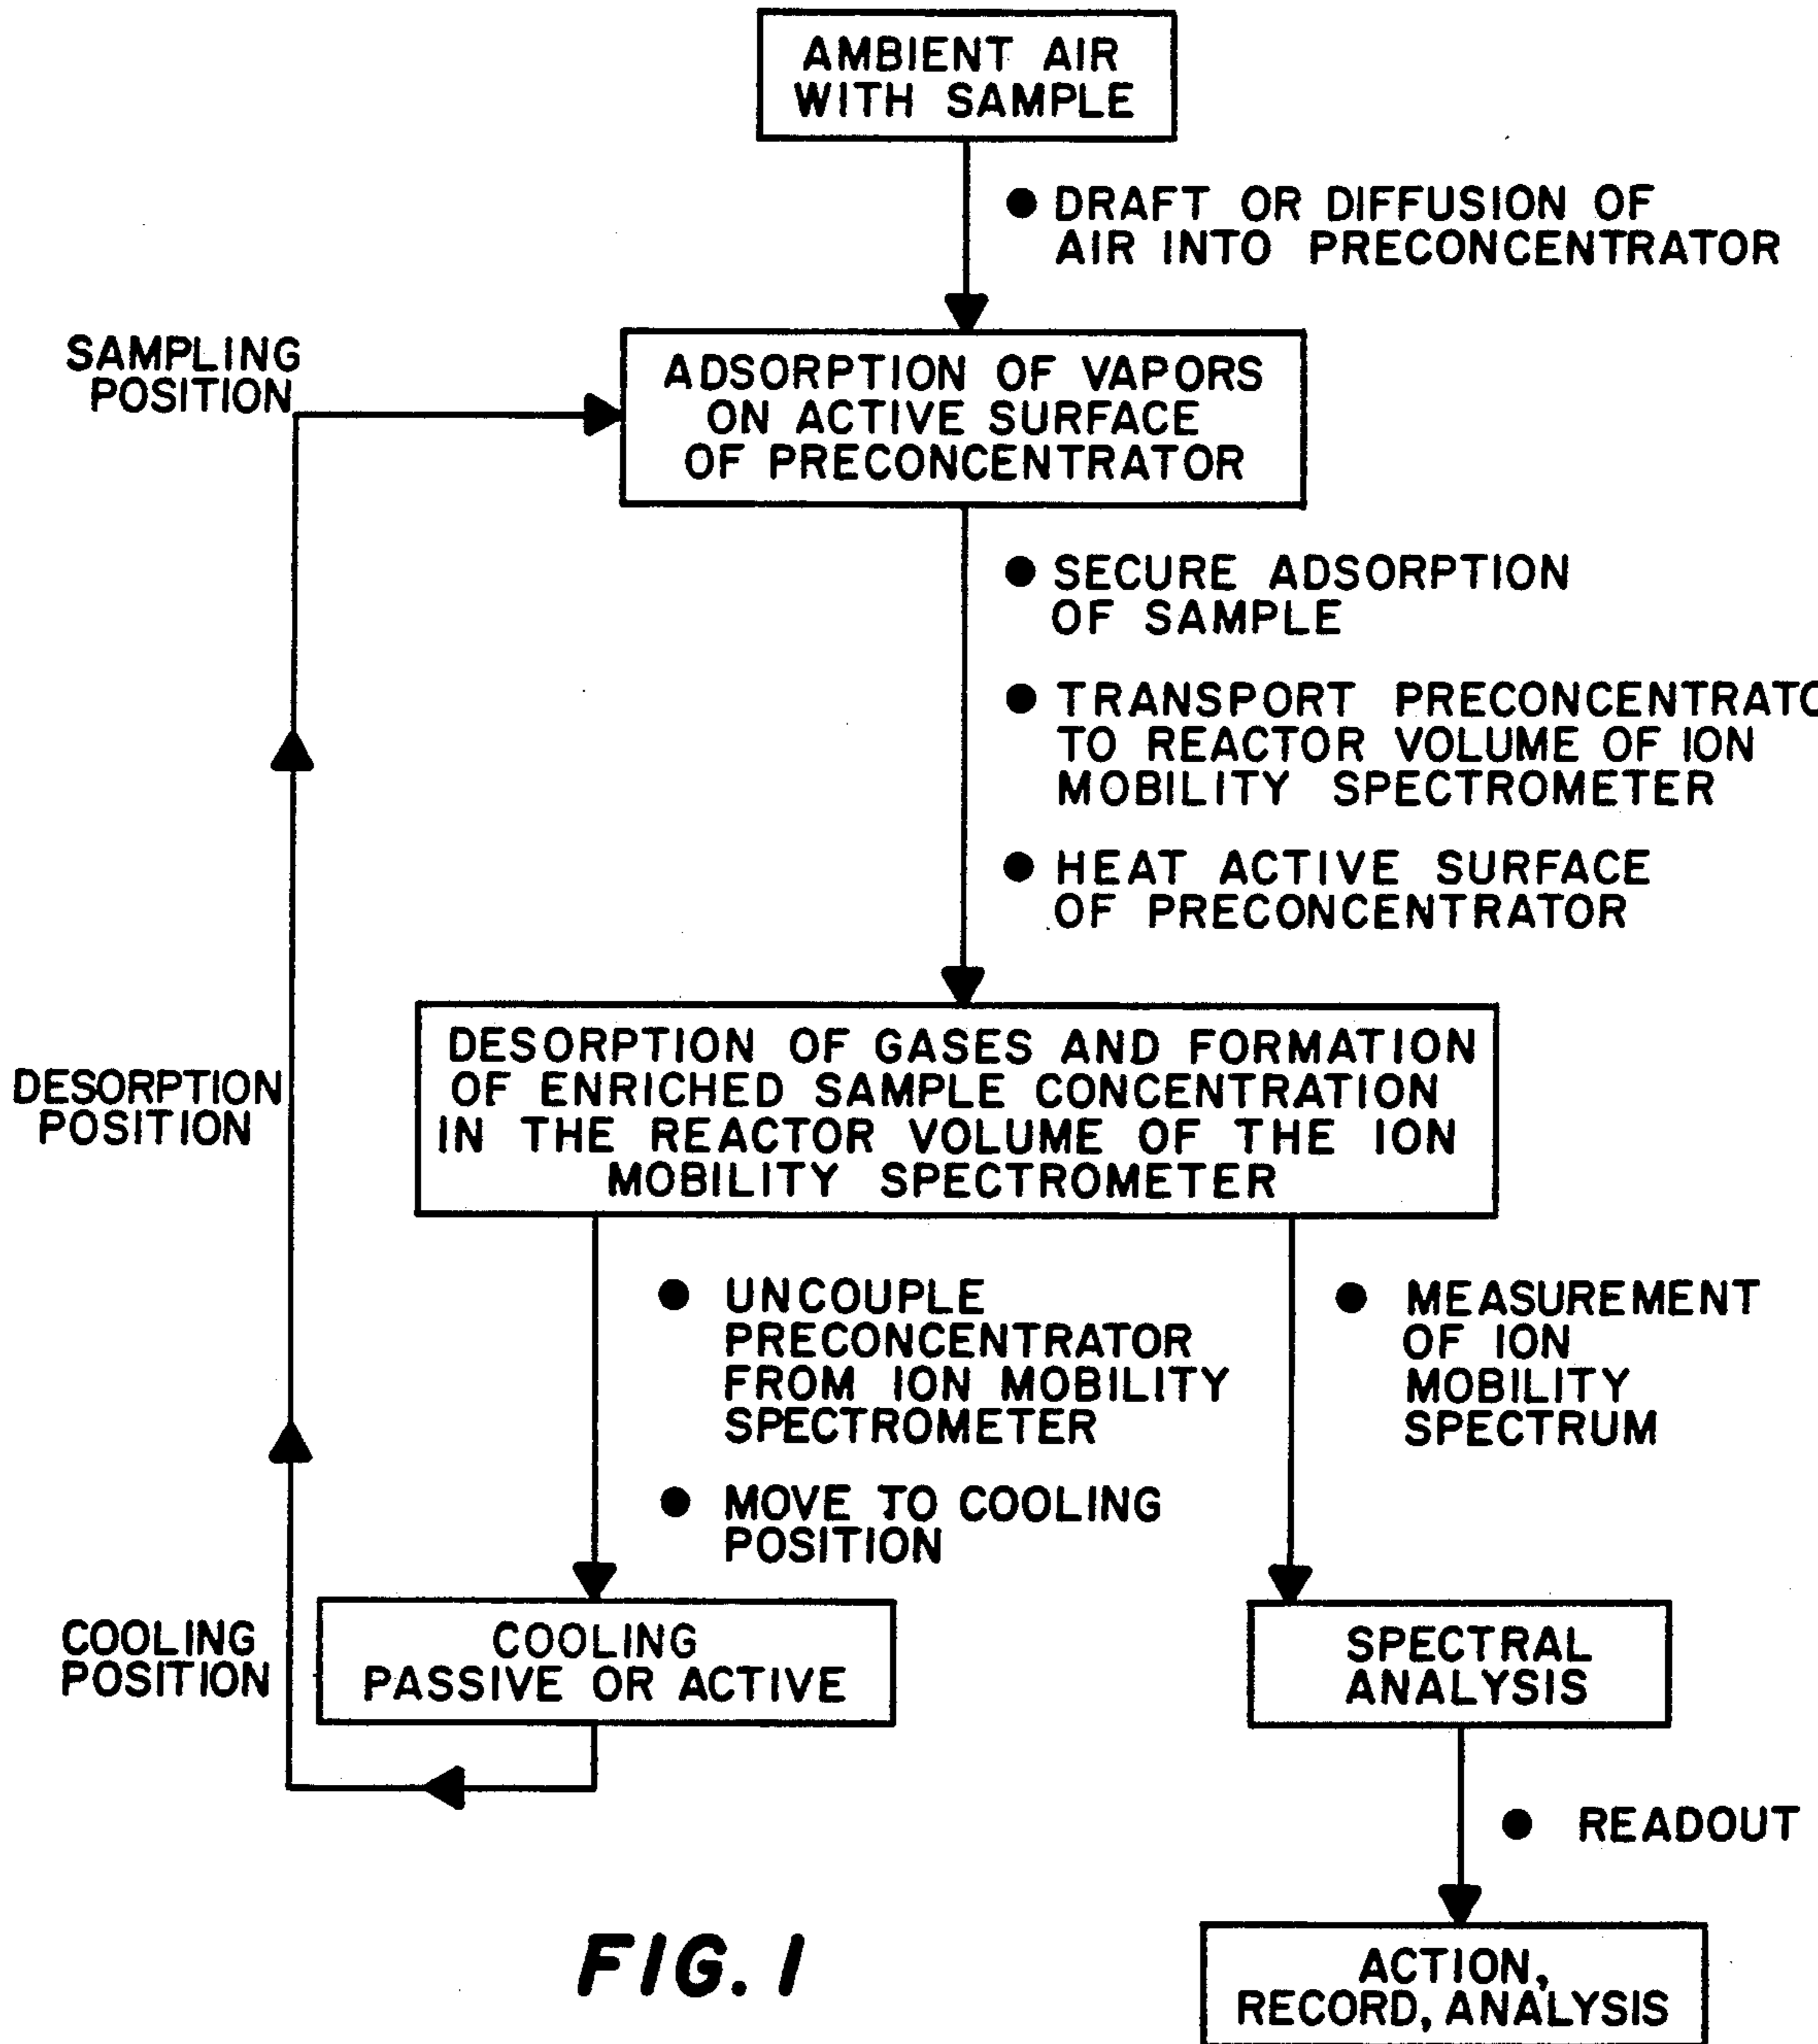 AMBIENT AIR
WITH SAMPLE
● DRAFT OR DIFFUSION OF
AIR INTO PRECONCENTRATOR
SAMPLING
POSITION
ADSORPTION OF VAPORS
ON ACTIVE SURFACE
OF PRECONCENTRATOR
● SECURE ADSORPTION
OF SAMPLE
● TRANSPORT PRECONCENTRATO
TO REACTOR VOLUME OF ION
MOBILITY SPECTROMETER
● HEAT ACTIVE SURFACE
OF PRECONCENTRATOR
DESORPTION
POSITION
DESORPTION OF GASES AND FORMATION
OF ENRICHED SAMPLE CONCENTRATION
IN THE REACTOR VOLUME OF THE ION
MOBILITY SPECTROMETER
● UNCOUPLE
PRECONCENTRATOR
FROM ION MOBILITY
SPECTROMETER
● MOVE TO COOLING
POSITION
● MEASUREMENT
OF ION
MOBILITY
SPECTRUM
COOLING
POSITION
COOLING
PASSIVE OR ACTIVE
SPECTRAL
ANALYSIS
● READOUT
ACTION,
RECORD, ANALYSIS
FIG. 1